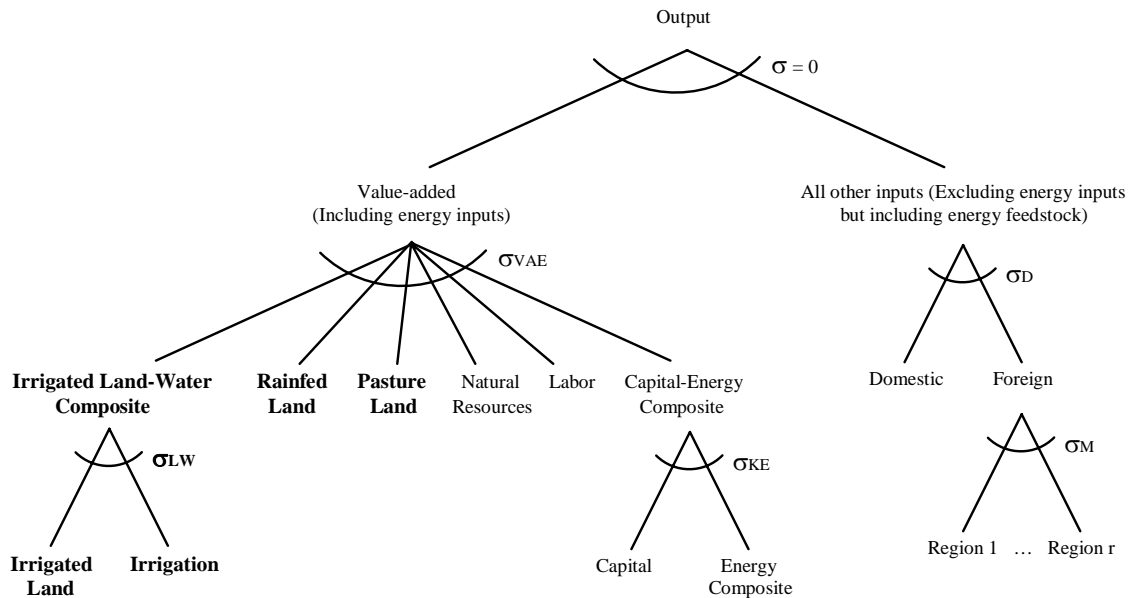 Output
σ = 0
Value-added
(Including energy inputs)
All other inputs (Excluding energy inputs
but including energy feedstock)
σVAE
σD
Irrigated Land-Water
Composite
Rainfed
Land
Pasture
Land
Natural
Resources
Labor
Capital-Energy
Composite
Domestic
Foreign
σLW
σKE
σM
Irrigated
Land
Irrigation
Capital
Energy
Composite
Region 1 … Region r